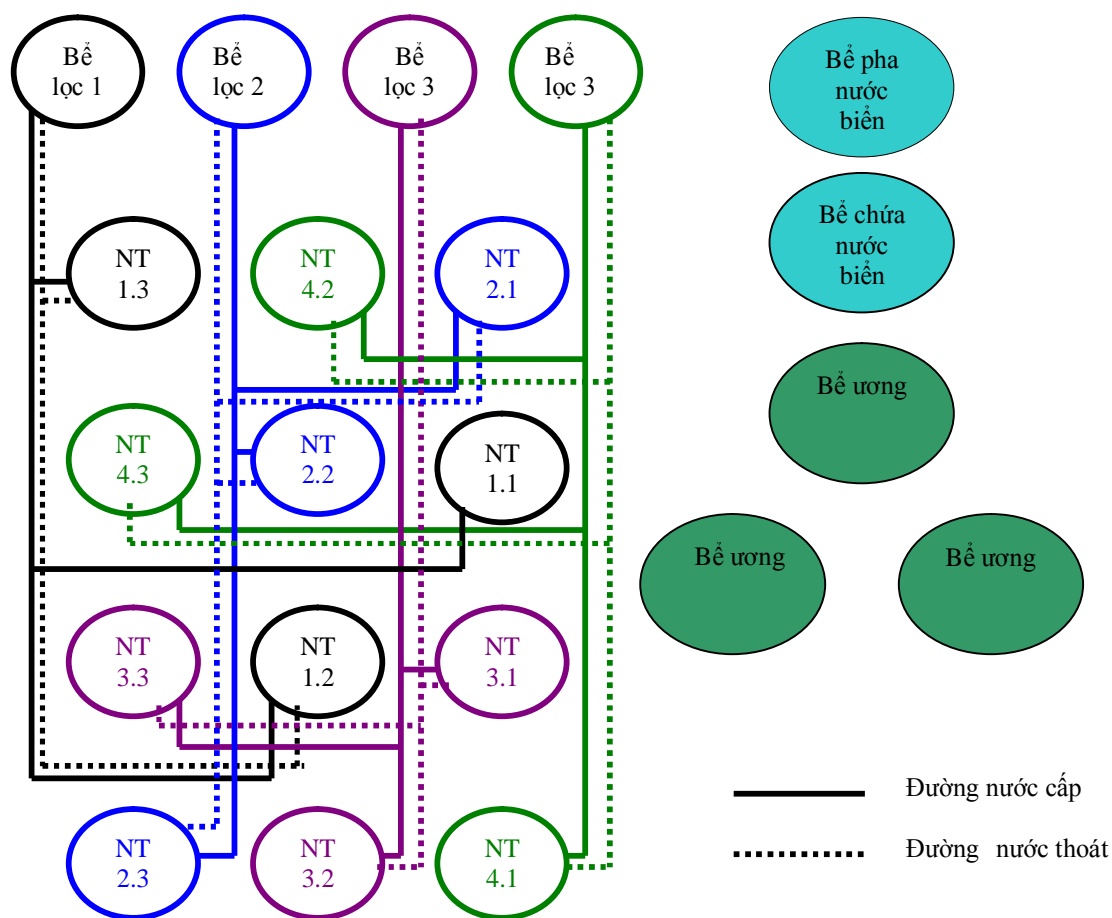 Bể
lọc 1
Bể
lọc 2
Bể
lọc 3
Bể
lọc 3
Bể pha
nước
biển
Bể chứa
nước
biển
NT
1.3
NT
4.2
NT
2.1
Bể ương
NT
4.3
NT
2.2
NT
1.1
Bể ương
Bể ương
NT
3.3
NT
1.2
NT
3.1
Đường nước cấp
Đường nước thoát
NT
2.3
NT
3.2
NT
4.1